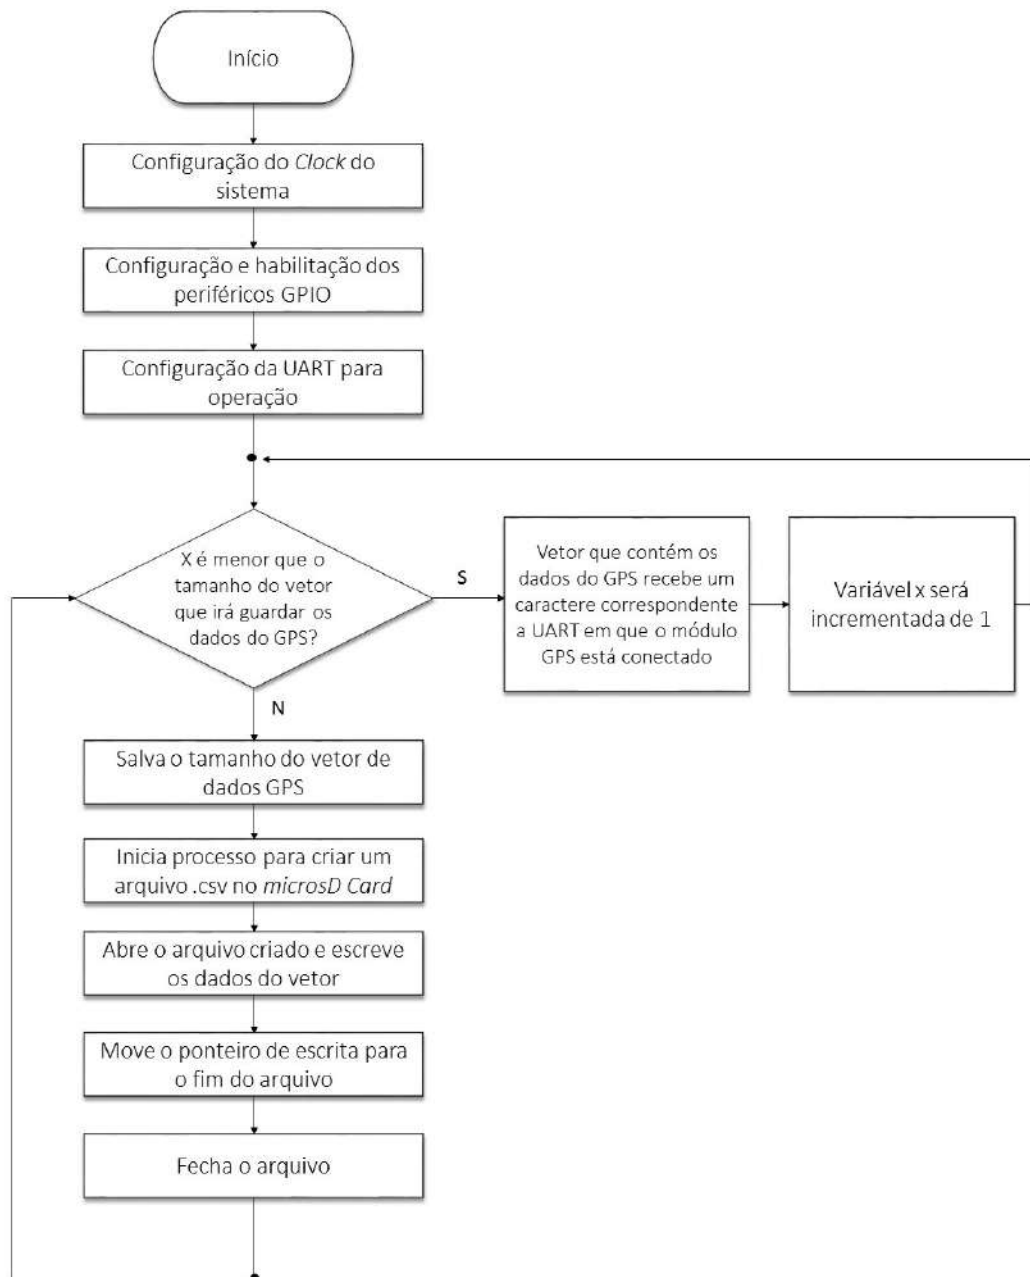 Início
Configuração do Clock do
sistema
Configuração e habilitação dos
periféricos GPIO
Configuração da UART para
operação
X é menor que o
tamanho do vetor
que irá guardar os
dados do GPS?
S
Vetor que contém os
dados do GPS recebe um
caractere correspondente
a UART em que o módulo
GPS está conectado
Variável x será
incrementada de 1
N
Salva o tamanho do vetor de
dados GPS
Inicia processo para criar um
arquivo .csv no microsD Card
Abre o arquivo criado e escreve
os dados do vetor
Move o ponteiro de escrita para
o fim do arquivo
Fecha o arquivo